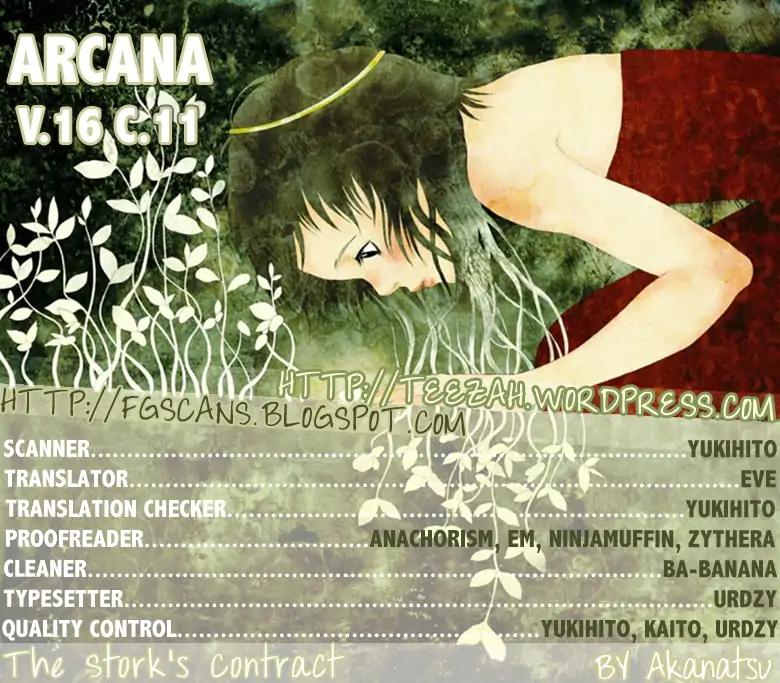 ARCANA
V.16 C.11
HTTP://TEEZAH.WORDPRESS.COM
HTTP://FGSCANS.BLOGSPOT.COM
SCANNER...........................................................................YUKIHITO
TRANSLATOR...........................................................................EVE
TRANSLATION CHECKER.........................................................YUKIHITO
PROOFREADER............................ANACHORISM, EM, NINJAMUFFIN, ZYTHERA
CLEANER...........................................................................BA-BANANA
TYPESETTER...........................................................................URDZY
QUALITY CONTROL............................................YUKIHITO, KAITO, URDZY
The Stork's Contract BY Akanatsu